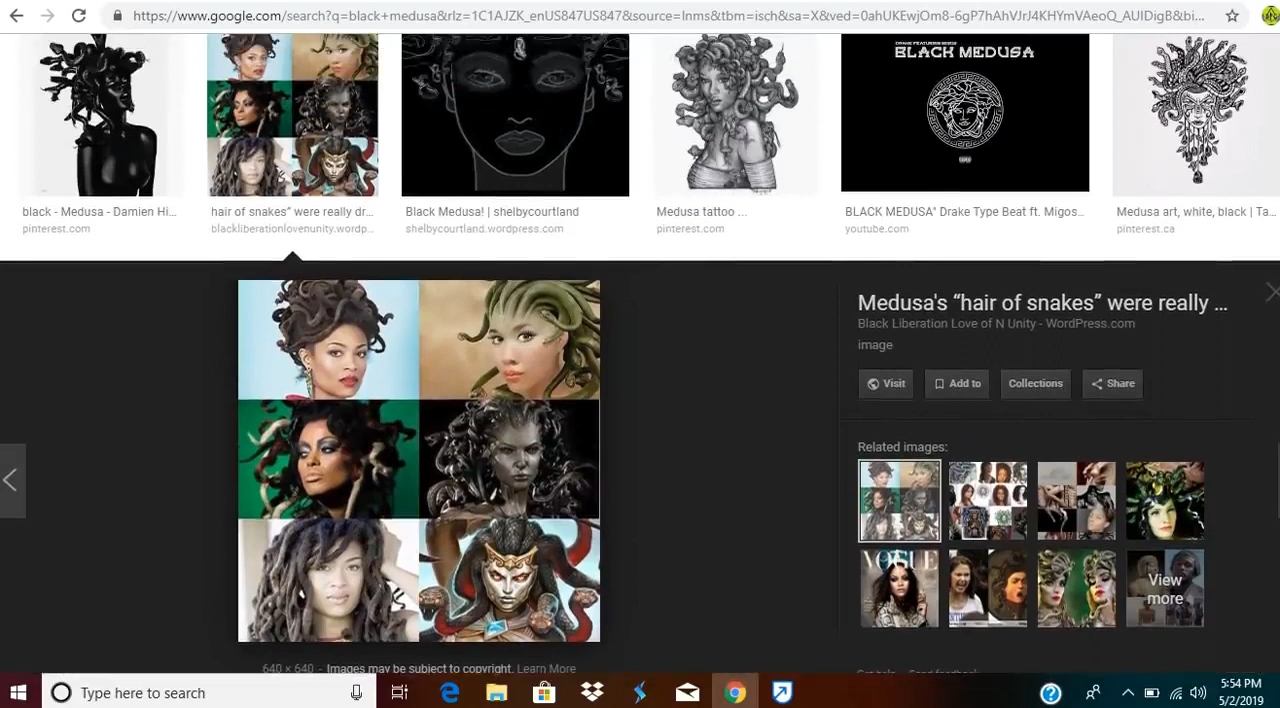 https://www.google.com/search?q=black+medusa&rlz=1C1AJZK_enUS847US847&source=lnms&tbm=isch&sa=X&ved=0ahUKEwjOm8-6gP7hAhVJrJ4KHYmVAeoQ_AUIDigB&bi...
BLACK MEDUSA
black - Medusa - Damien Hi...
hair of snakes” were really dr...
Black Medusa! | shelbycourtland
Medusa tattoo ...
BLACK MEDUSA" Drake Type Beat ft. Migos...
Medusa art, white, black | Ta...
pinterest.com
blackliberationlovenunity.wordp...
shelbycourtland.wordpress.com
pinterest.com
youtube.com
pinterest.ca
Medusa's “hair of snakes” were really ...
Black Liberation Love of N Unity - WordPress.com
image
Visit
Add to
Collections
Share
Related images:
VOGUE
View
more
640 × 640 - Images may be subject to copyright. Learn More
Type here to search
5:54 PM
5/2/2019